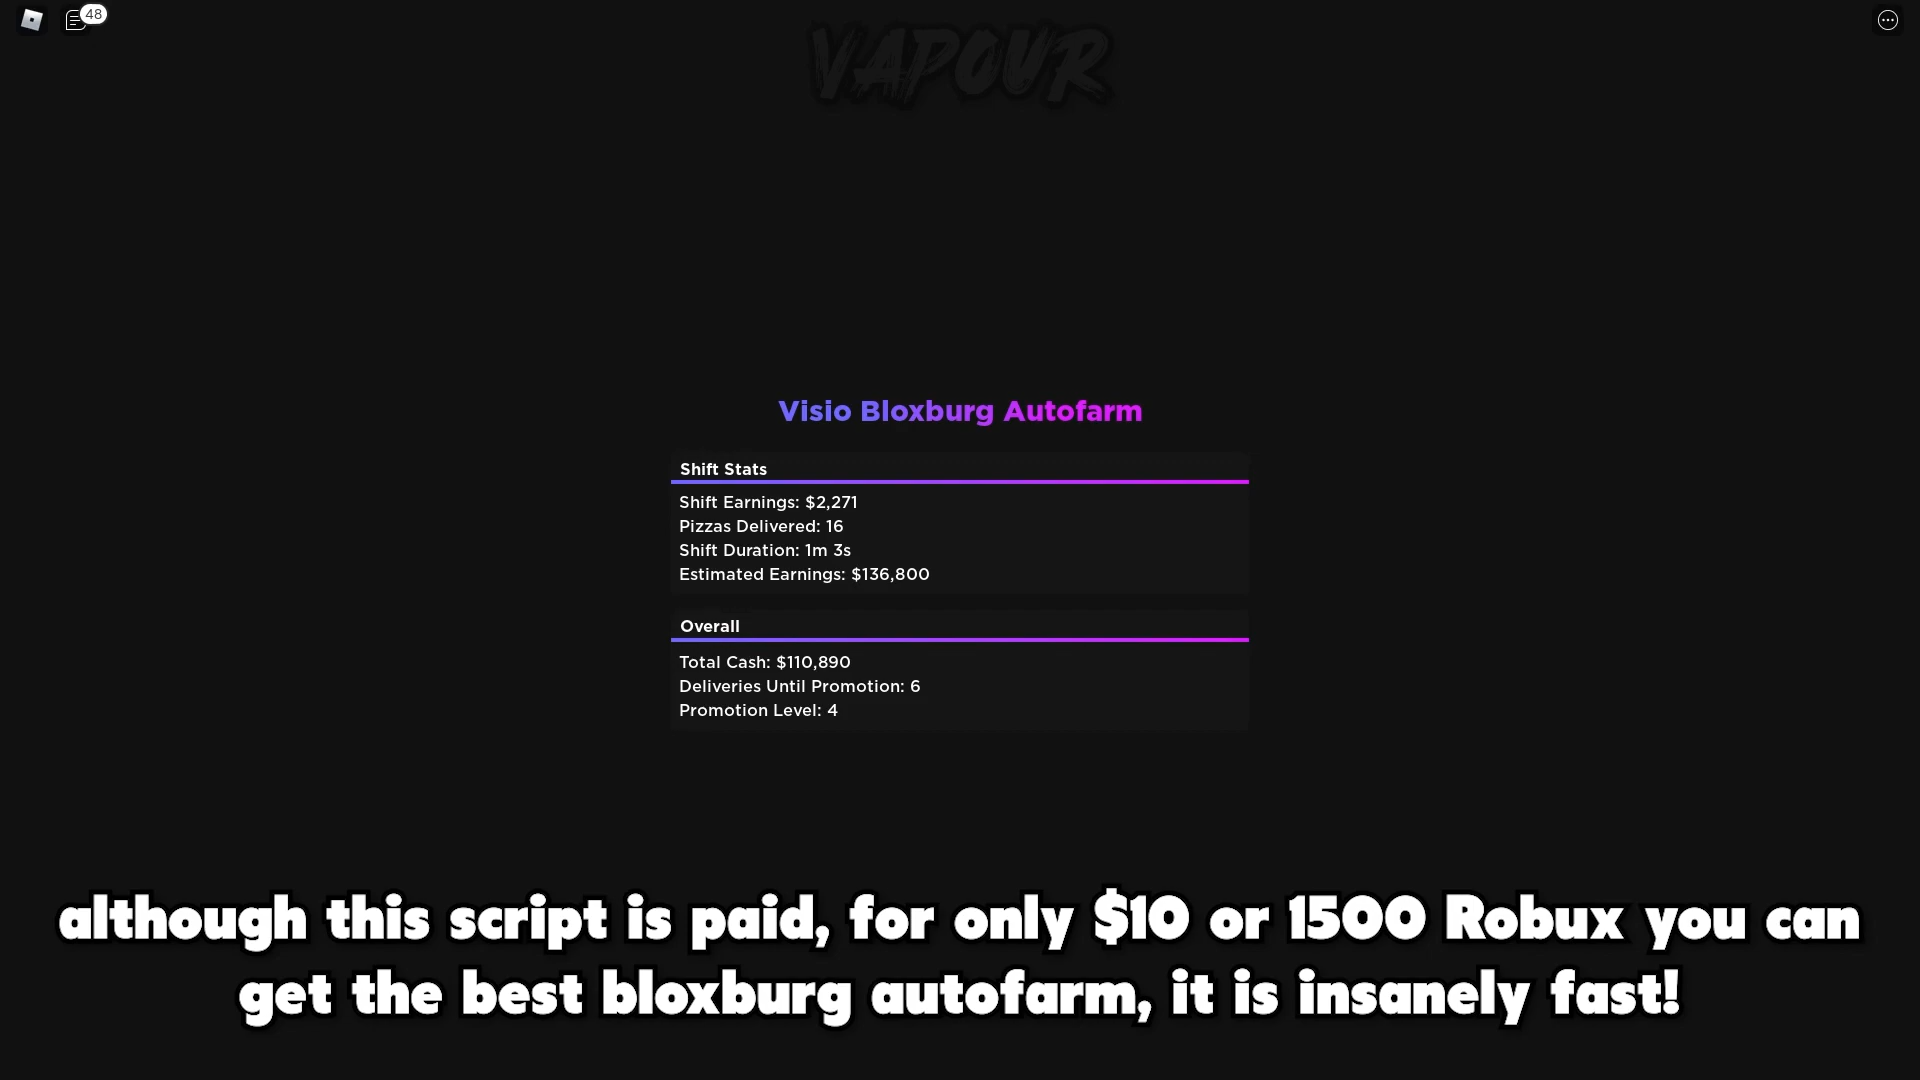 48
VAPOUR
Visio Bloxburg Autofarm
Shift Stats
Shift Earnings: $2,271
Pizzas Delivered: 16
Shift Duration: 1m 3s
Estimated Earnings: $136,800
Overall
Total Cash: $110,890
Deliveries Until Promotion: 6
Promotion Level: 4
although this script is paid, for only $10 or 1500 Robux you can
get the best bloxburg autofarm, it is insanely fast!